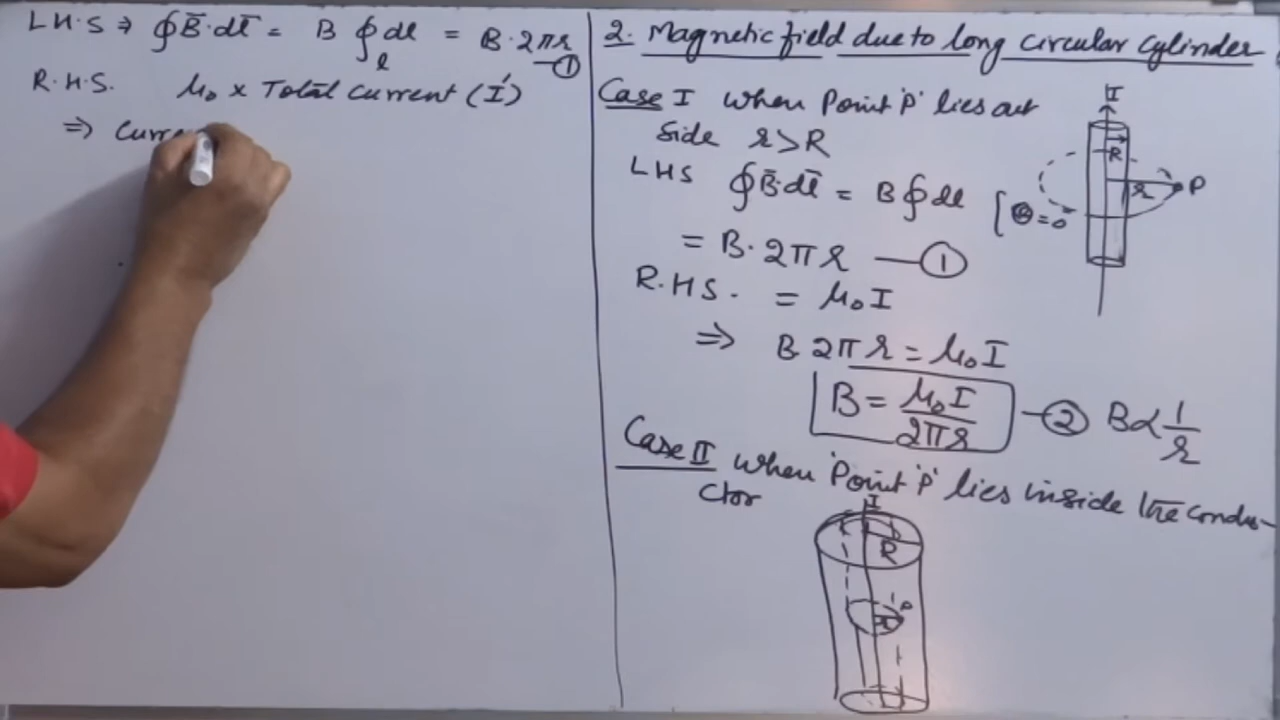 LH·S ⇒ ∮B̄·dl̄ = B ∮ₗ dl = B·2πr —①
R.H.S. μ₀ × Total current (I')
⇒ Curre
2. Magnetic field due to long circular cylinder
Case I when Point 'P' lies out
side r>R
LHS ∮B̄·dl̄ = B∮dl [θ=0
= B·2πr —①
R.H.S. = μ₀I
⇒ B 2πr = μ₀I
B = μ₀I/2πr —② B∝1/r
Case II when 'Point 'P' lies inside the conduc-
ctor
I
R
r
P
I
R
P
r